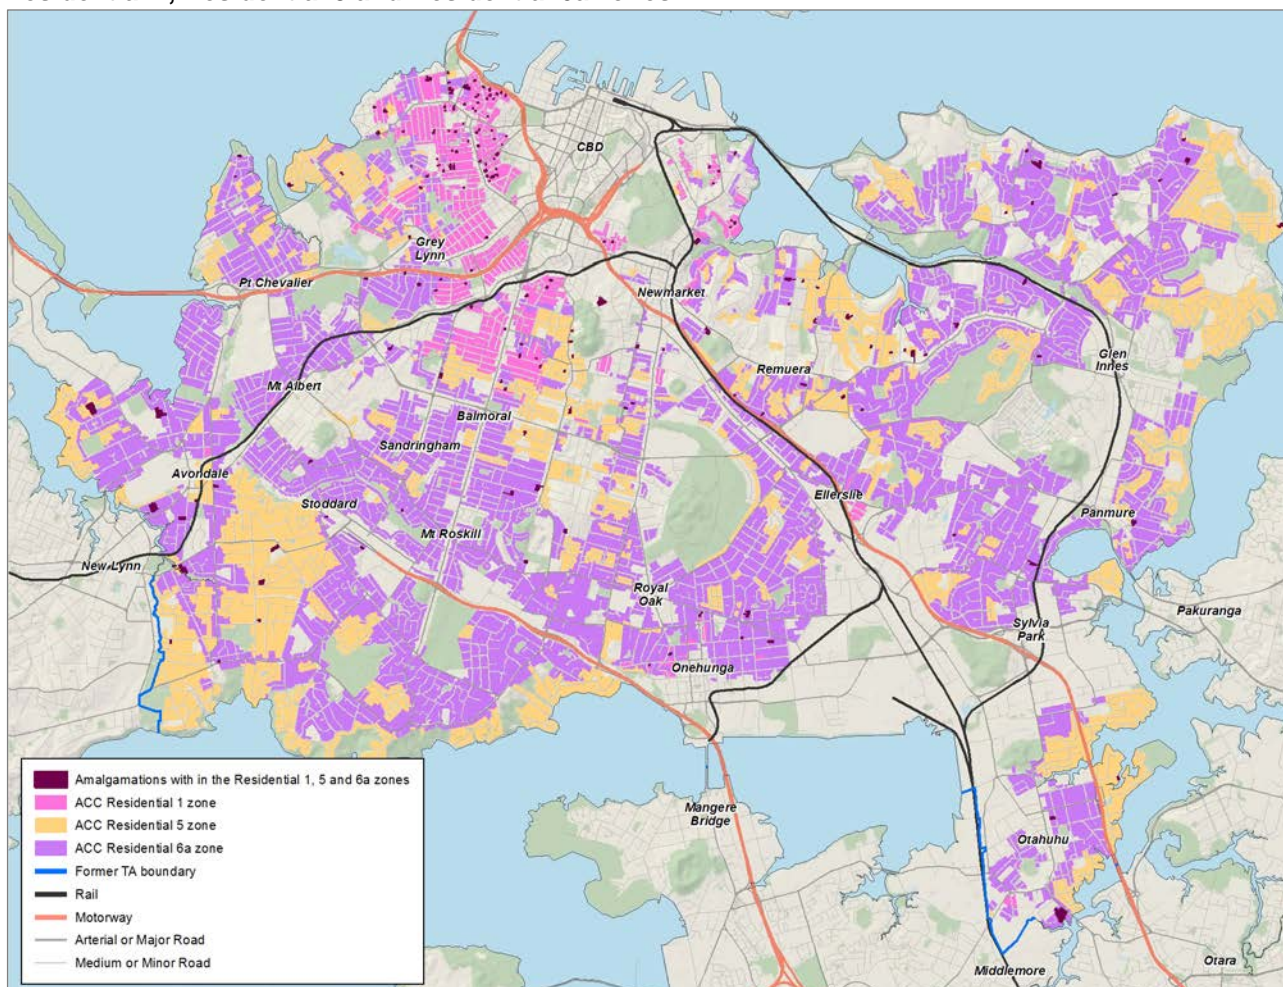 CBD
Grey
Lynn
Pt Chevalier
Newmarket
Glen
Innes
Remuera
Mt Albert
Balmoral
Sandringham
Avondale
Stoddard
Ellerslie
Panmure
Mt Roskill
New Lynn
Royal
Oak
Pakuranga
Sylvia
Park
Onehunga
Amalgamations with in the Residential 1, 5 and 6a zones
ACC Residential 1 zone
ACC Residential 5 zone
ACC Residential 6a zone
Former TA boundary
Rail
Motorway
Arterial or Major Road
Medium or Minor Road
Mangere
Bridge
Otahuhu
Otara
Middlemore